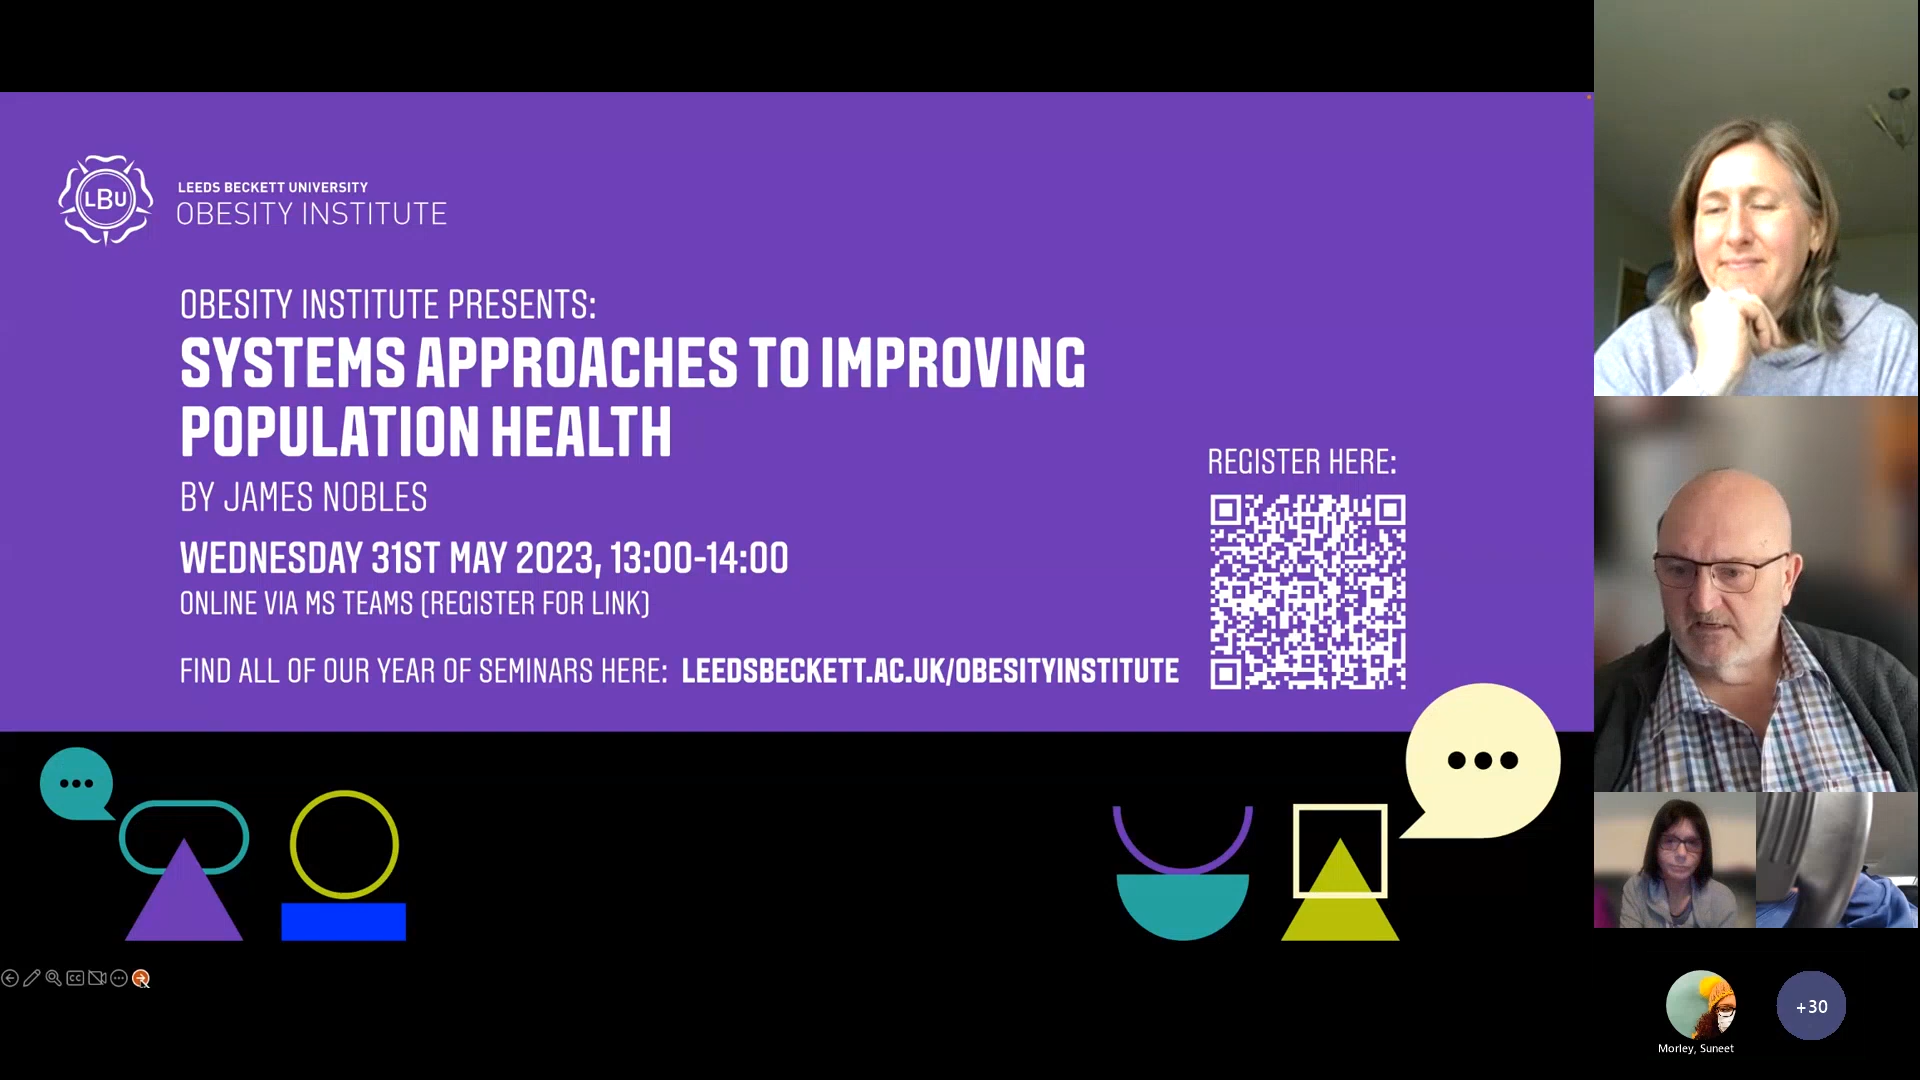 LBU
LEEDS BECKETT UNIVERSITY
OBESITY INSTITUTE
OBESITY INSTITUTE PRESENTS:
SYSTEMS APPROACHES TO IMPROVING
POPULATION HEALTH
BY JAMES NOBLES
WEDNESDAY 31ST MAY 2023, 13:00-14:00
ONLINE VIA MS TEAMS (REGISTER FOR LINK)
FIND ALL OF OUR YEAR OF SEMINARS HERE: LEEDSBECKETT.AC.UK/OBESITYINSTITUTE
REGISTER HERE:
CC
+30
Morley, Suneet